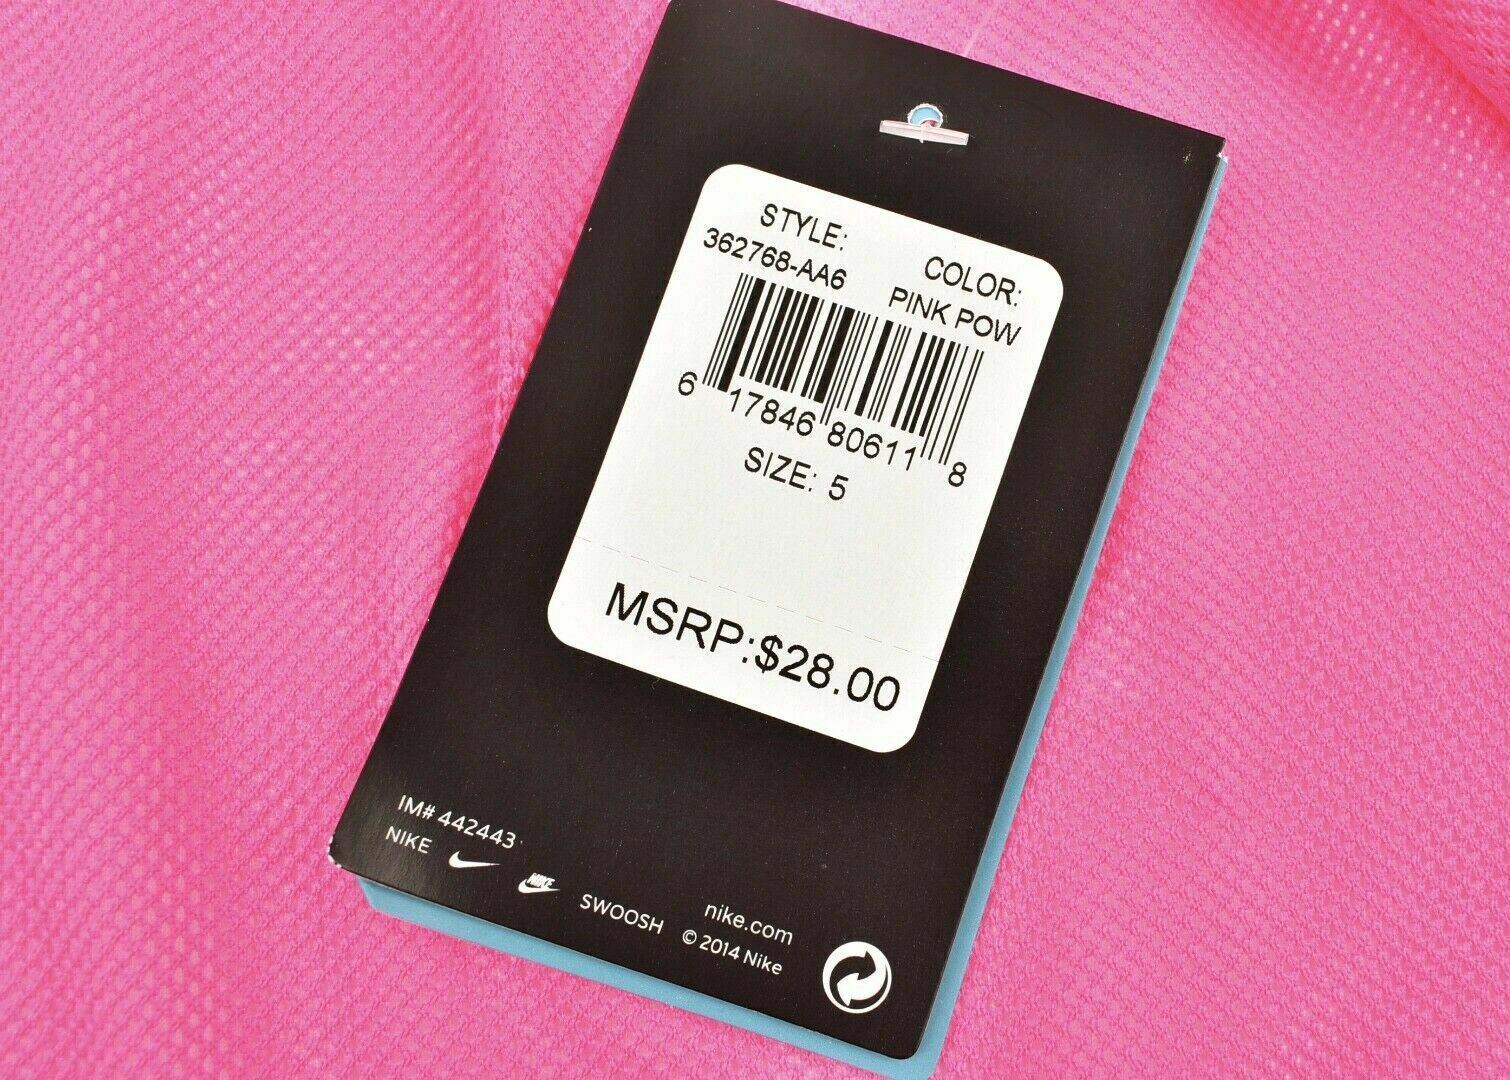 STYLE:
362768-AA6
COLOR:
PINK POW
6 17846 80611 8
SIZE: 5
MSRP:$28.00
IM# 442443
NIKE
NIKE
SWOOSH
nike.com
© 2014 Nike